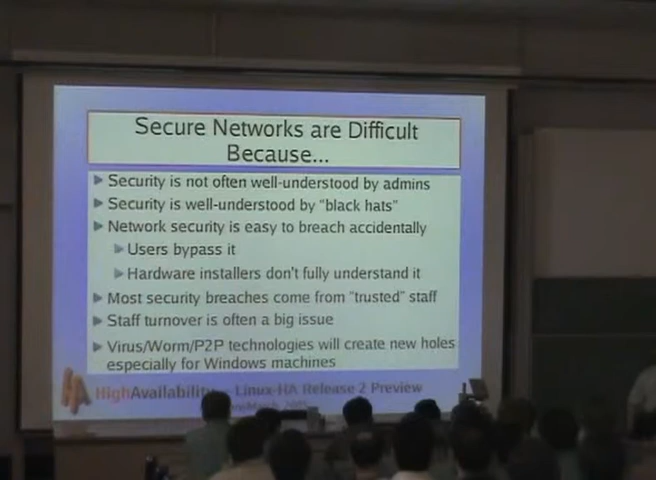 Secure Networks are Difficult
Because...
Security is not often well-understood by admins
Security is well-understood by "black hats"
Network security is easy to breach accidentally
Users bypass it
Hardware installers don't fully understand it
Most security breaches come from "trusted" staff
Staff turnover is often a big issue
Virus/Worm/P2P technologies will create new holes
especially for Windows machines
HighAvailability - Linux-HA Release 2 Preview